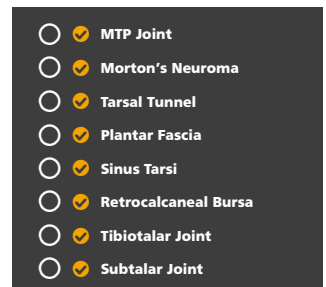 MTP Joint
Morton's Neuroma
Tarsal Tunnel
Plantar Fascia
Sinus Tarsi
Retrocalcaneal Bursa
Tibiotalar Joint
Subtalar Joint